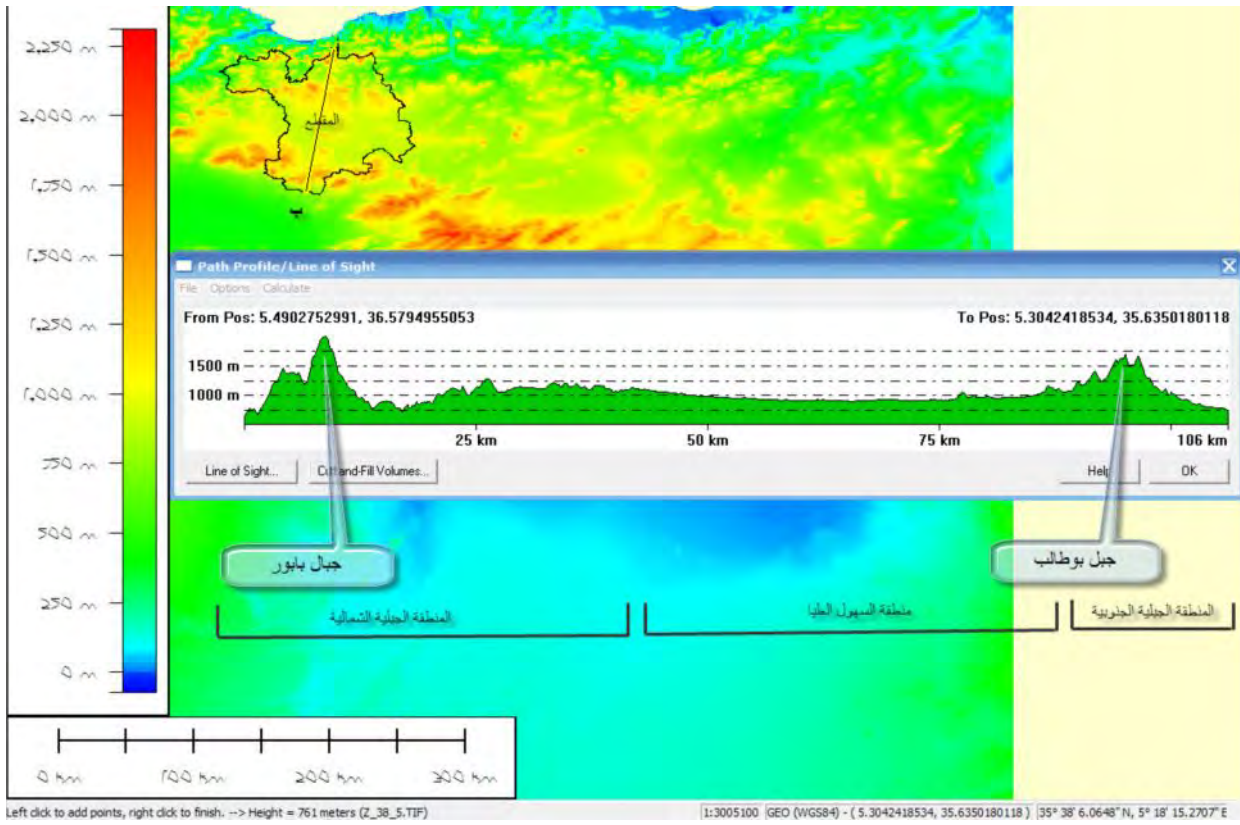 2,250 m
2,000 m
1,750 m
1,500 m
1,250 m
1,000 m
750 m
500 m
250 m
0 m
المقطع
ب
Path Profile/Line of Sight
File Options Calculate
From Pos: 5.4902752991, 36.5794955053
To Pos: 5.3042418534, 35.6350180118
1500 m
1000 m
25 km
50 km
75 km
106 km
Line of Sight...
Cut-and-Fill Volumes...
Help
OK
جبال بابور
جبل بوطالب
المنطقة الجبلية الشمالية
منطقة السهول العليا
المنطقة الجبلية الجنوبية
0 km
100 km
200 km
300 km
Left click to add points, right click to finish. --> Height = 761 meters (Z_38_5.TIF)
1:3005100 GEO (WGS84) - ( 5.3042418534, 35.6350180118 ) 35° 38' 6.0648" N, 5° 18' 15.2707" E